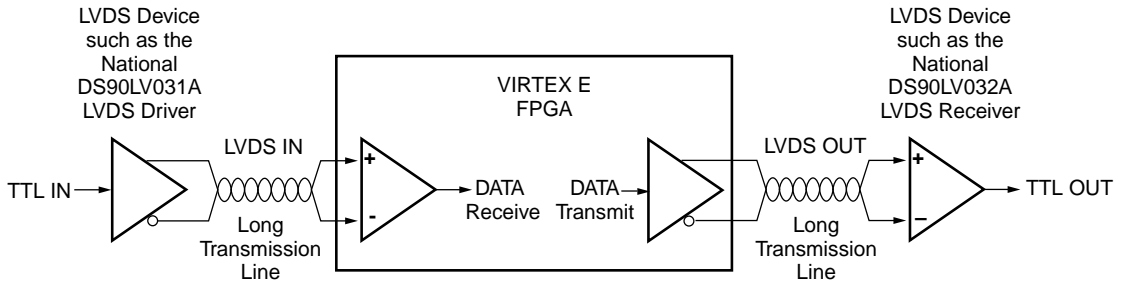 LVDS Device
such as the
National
DS90LV031A
LVDS Driver
LVDS Device
such as the
National
DS90LV032A
LVDS Receiver
VIRTEX E
FPGA
TTL IN
LVDS IN
Long
Transmission
Line
+
-
DATA
Receive
DATA
Transmit
LVDS OUT
Long
Transmission
Line
+
–
TTL OUT